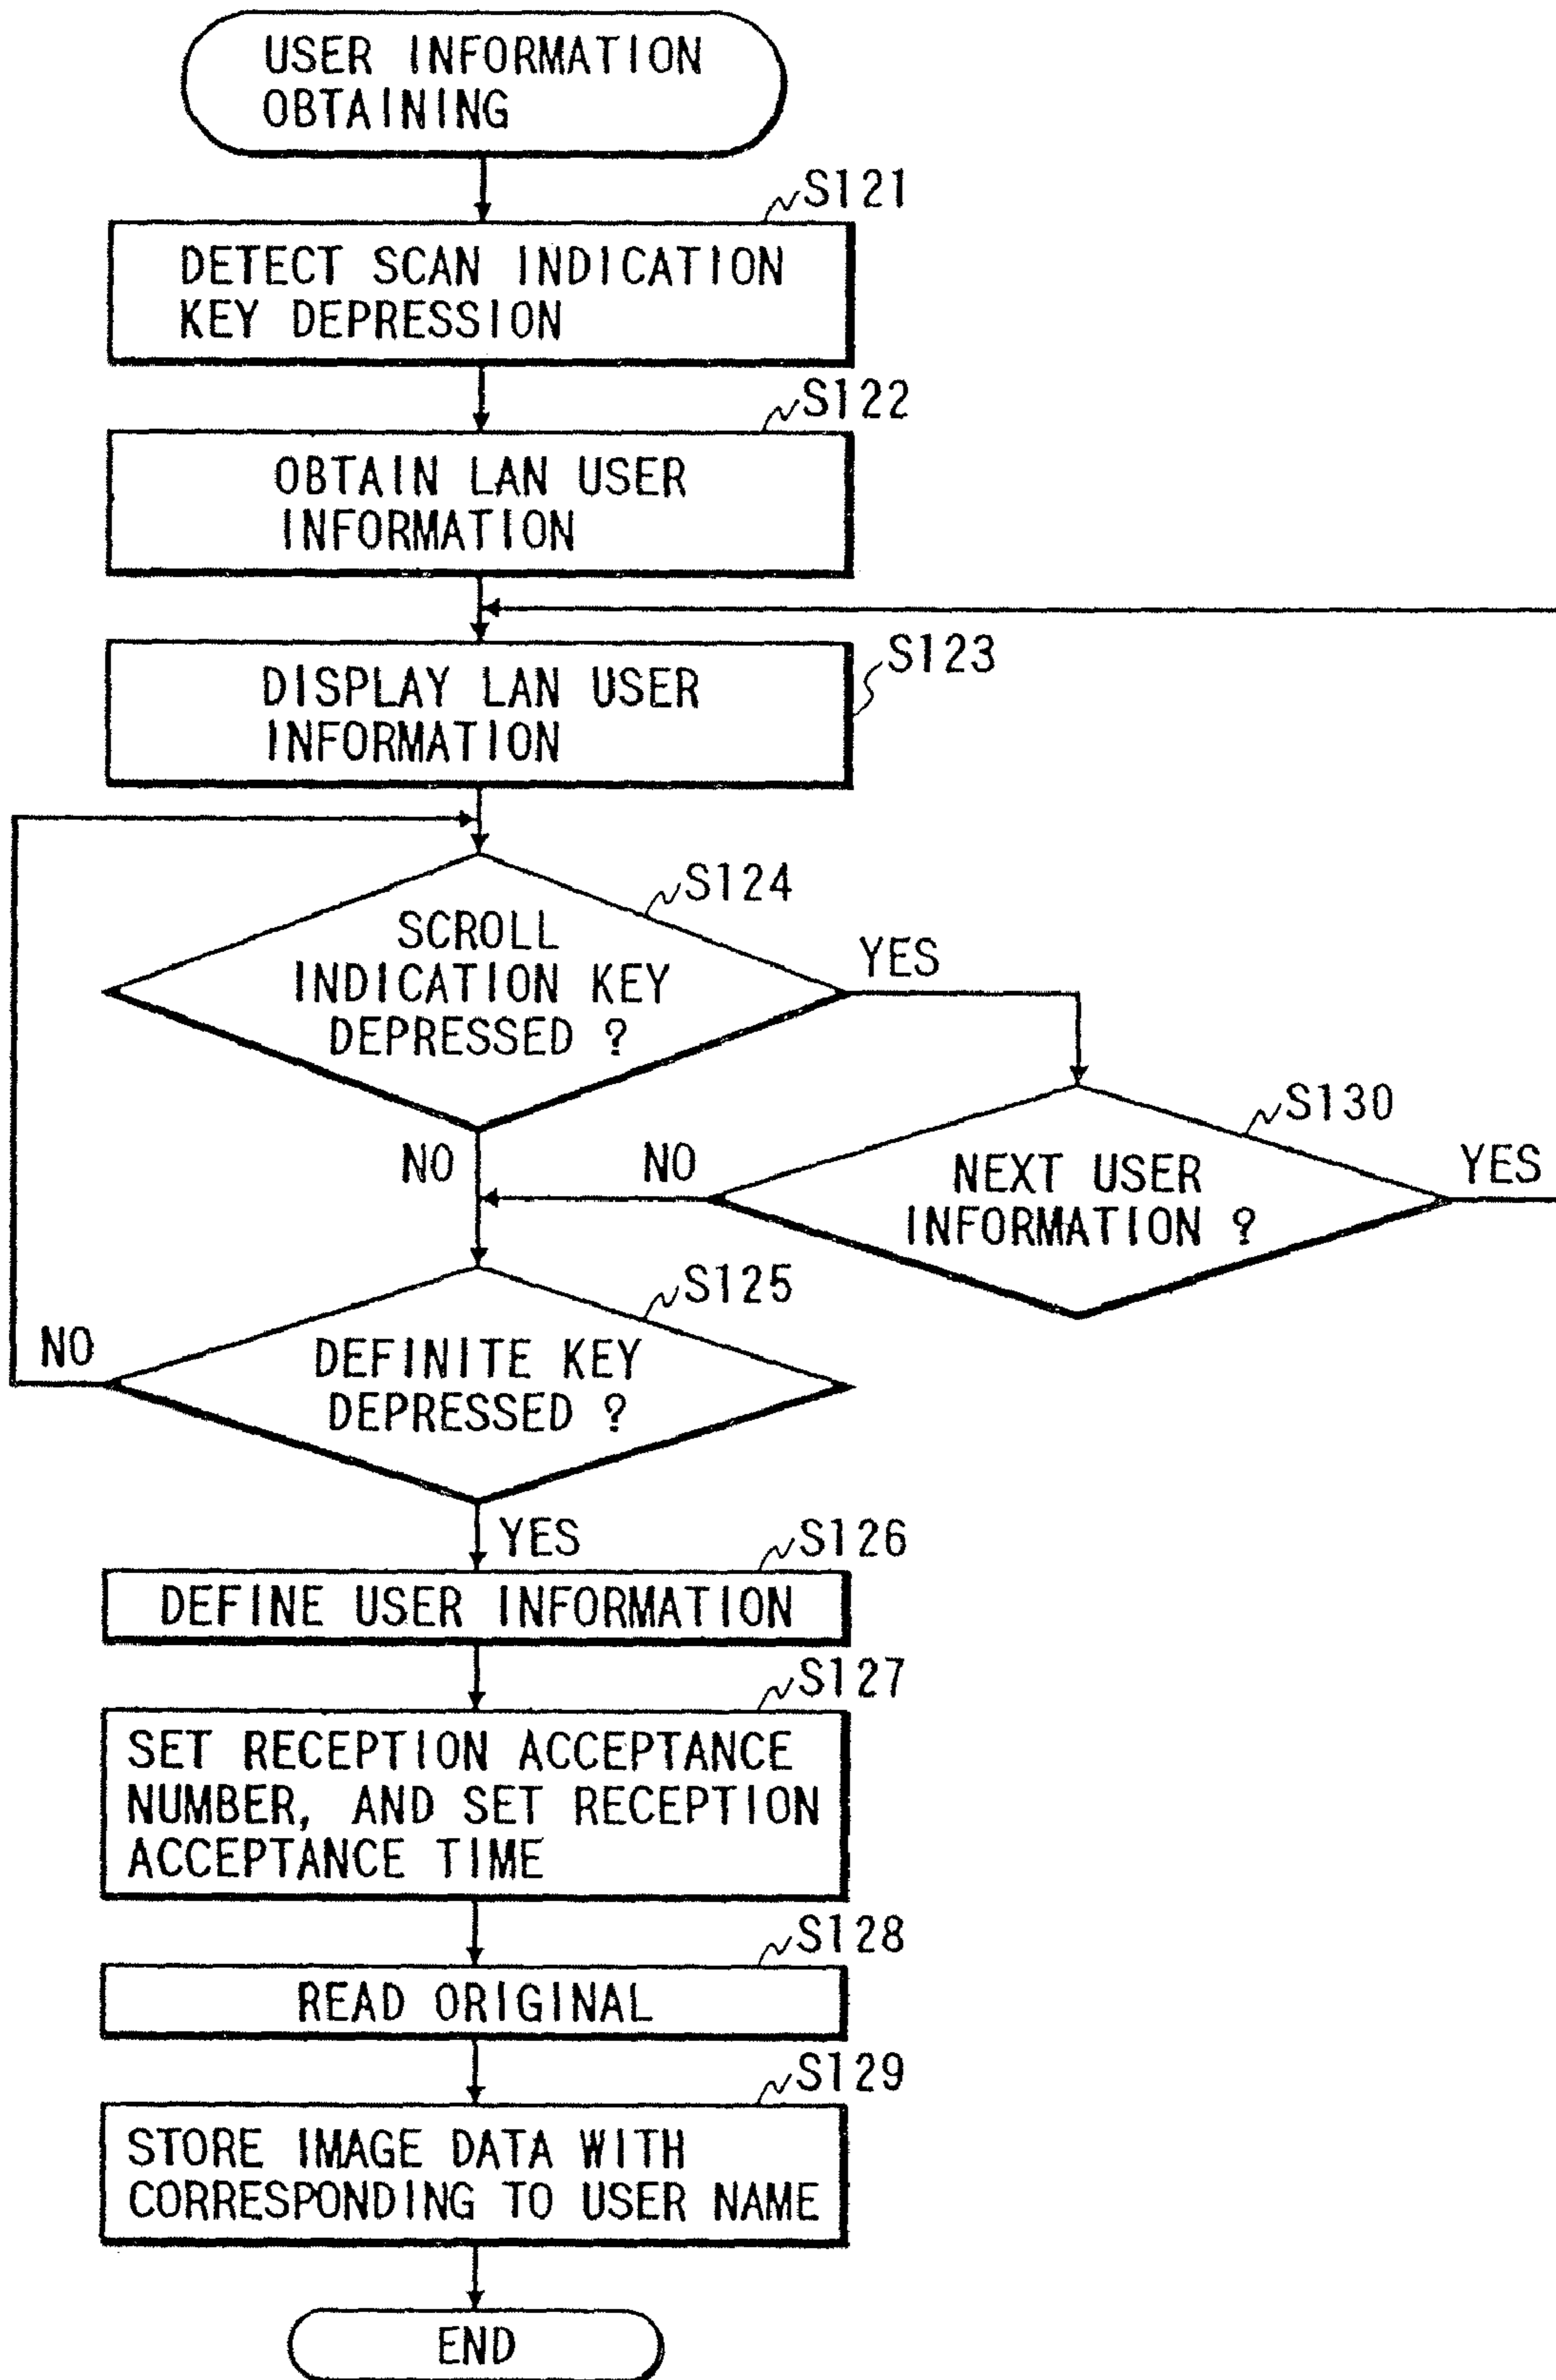 USER INFORMATION
OBTAINING
S121
DETECT SCAN INDICATION
KEY DEPRESSION
S122
OBTAIN LAN USER
INFORMATION
S123
DISPLAY LAN USER
INFORMATION
S124
SCROLL
INDICATION KEY
DEPRESSED ?
YES
NO
S130
NEXT USER
INFORMATION ?
NO
YES
S125
DEFINITE KEY
DEPRESSED ?
NO
YES
S126
DEFINE USER INFORMATION
S127
SET RECEPTION ACCEPTANCE
NUMBER, AND SET RECEPTION
ACCEPTANCE TIME
S128
READ ORIGINAL
S129
STORE IMAGE DATA WITH
CORRESPONDING TO USER NAME
END